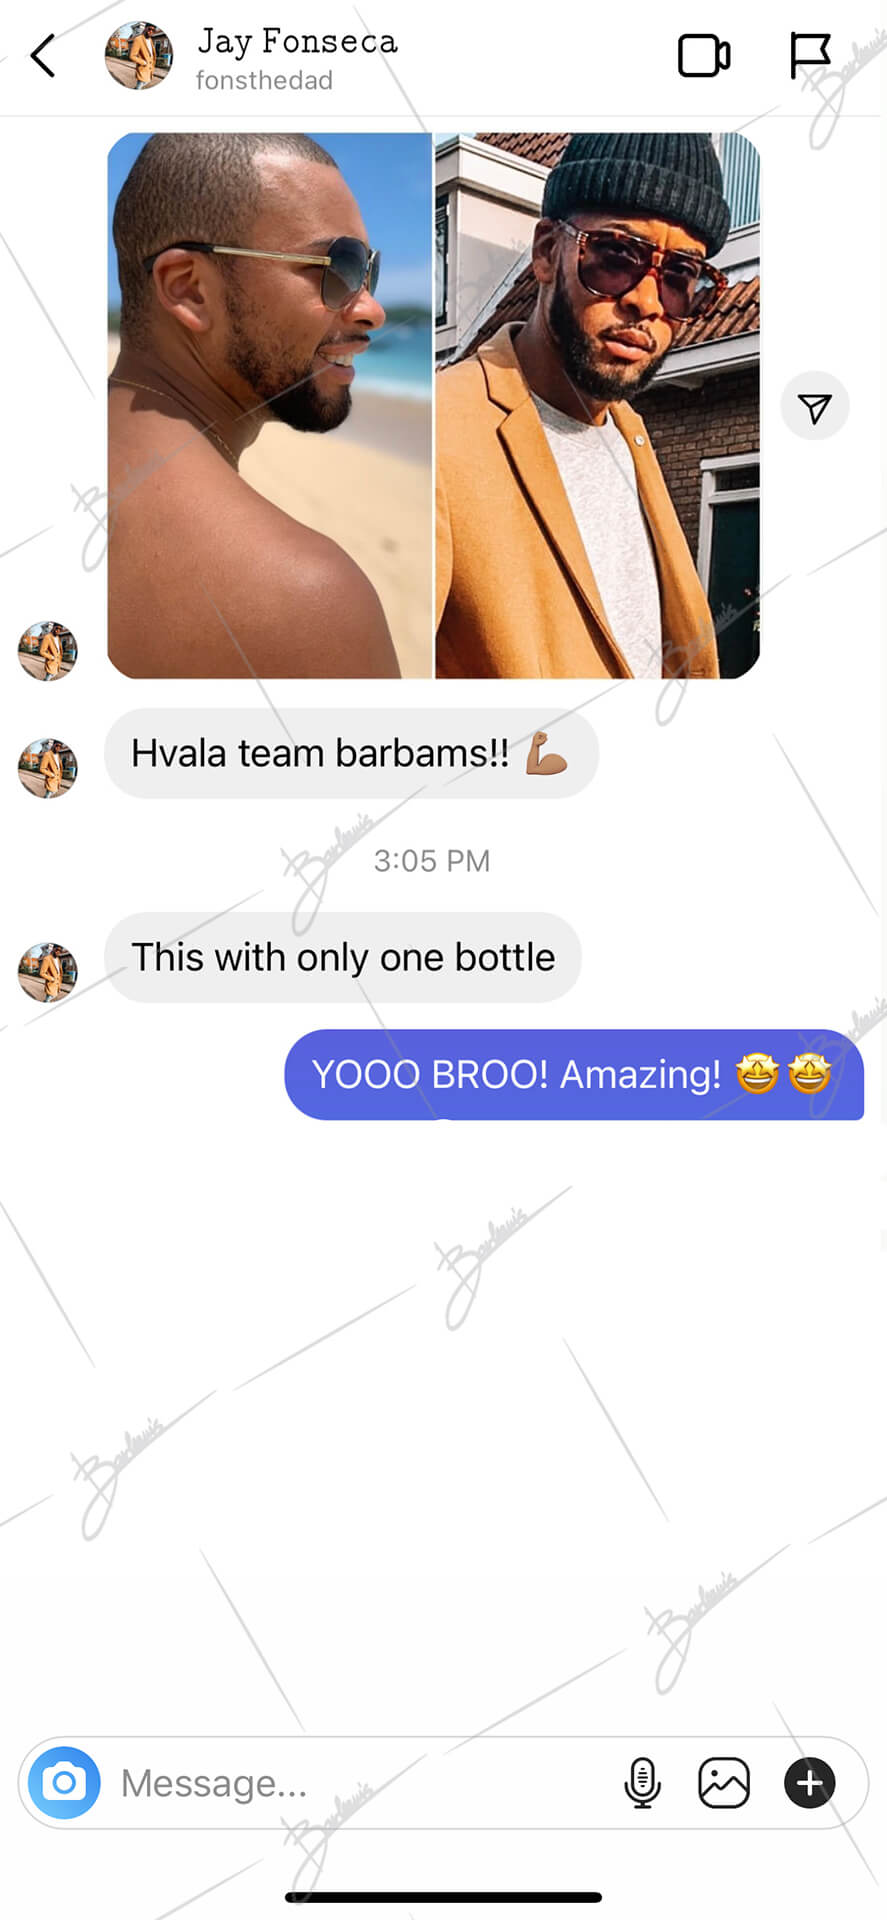 Jay Fonseca
fonsthedad
Hvala team barbams!! 💪🏽
3:05 PM
This with only one bottle
YOOO BROO! Amazing! 🤩🤩
Message...